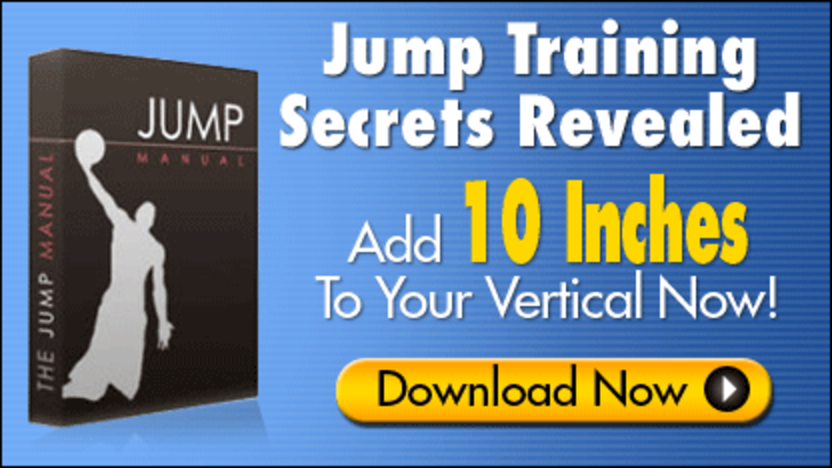 JUMP
MANUAL
THE JUMP MANUAL
Jump Training
Secrets Revealed
Add 10 Inches
To Your Vertical Now!
Download Now